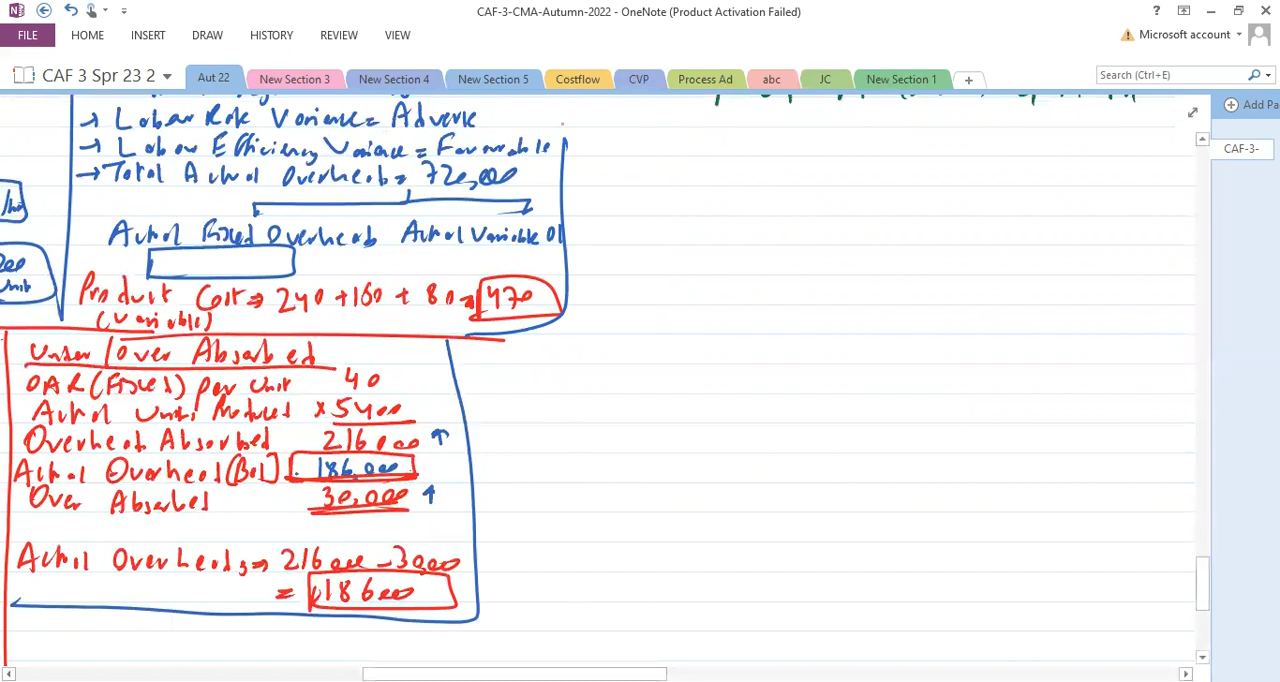 CAF-3-CMA-Autumn-2022 - OneNote (Product Activation Failed)
FILE HOME INSERT DRAW HISTORY REVIEW VIEW
Microsoft account
CAF 3 Spr 23 2
Aut 22 New Section 3 New Section 4 New Section 5 Costflow CVP Process Ad abc JC New Section 1
Search (Ctrl+E)
Add Pa
CAF-3-
→ Labour Rate Variance = Adverse
→ Labour Efficiency Variance = Favorable
→ Total Actual Overheads = 720,000
Actual Fixed Overheads Actual Variable O
Product Cost ⇒ 240 + 160 + 80 = 470
(Variable)
Under / Over Absorbed
OAR (Fixed) per Unit 40
Actual Units Produced × 5400
Overhead Absorbed 216000 ↑
Actual Overhead (Bal) 186,000
Over Absorbed 30,000 ↑
Actual Overheads ⇒ 216000 - 30,000
= 186000